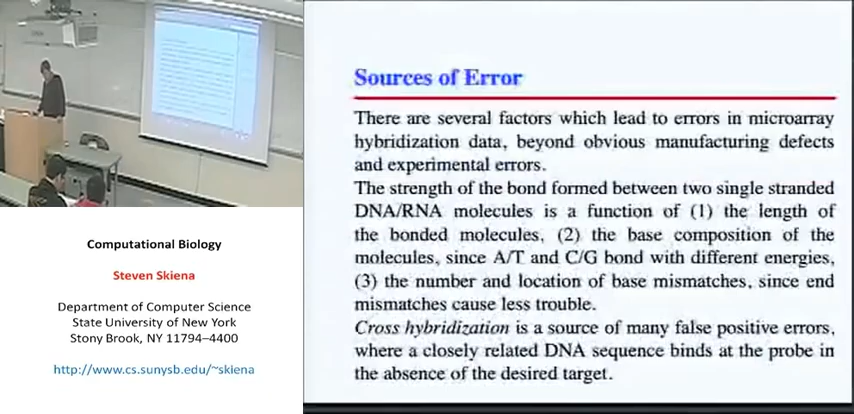 Computational Biology
Steven Skiena
Department of Computer Science
State University of New York
Stony Brook, NY 11794–4400
http://www.cs.sunysb.edu/~skiena
Sources of Error
There are several factors which lead to errors in microarray
hybridization data, beyond obvious manufacturing defects
and experimental errors.
The strength of the bond formed between two single stranded
DNA/RNA molecules is a function of (1) the length of
the bonded molecules, (2) the base composition of the
molecules, since A/T and C/G bond with different energies,
(3) the number and location of base mismatches, since end
mismatches cause less trouble.
Cross hybridization is a source of many false positive errors,
where a closely related DNA sequence binds at the probe in
the absence of the desired target.